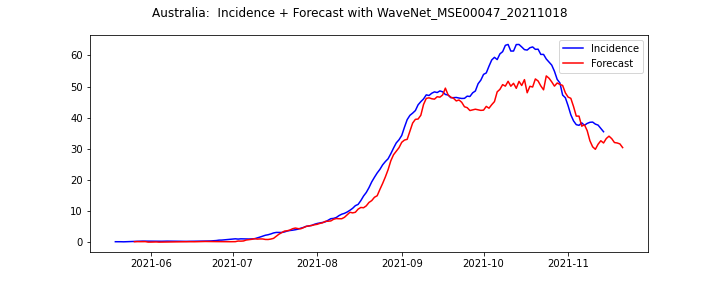 Australia:  Incidence + Forecast with WaveNet_MSE00047_20211018
Incidence
Forecast
60
50
40
30
20
10
0
2021-06 2021-07 2021-08 2021-09 2021-10 2021-11